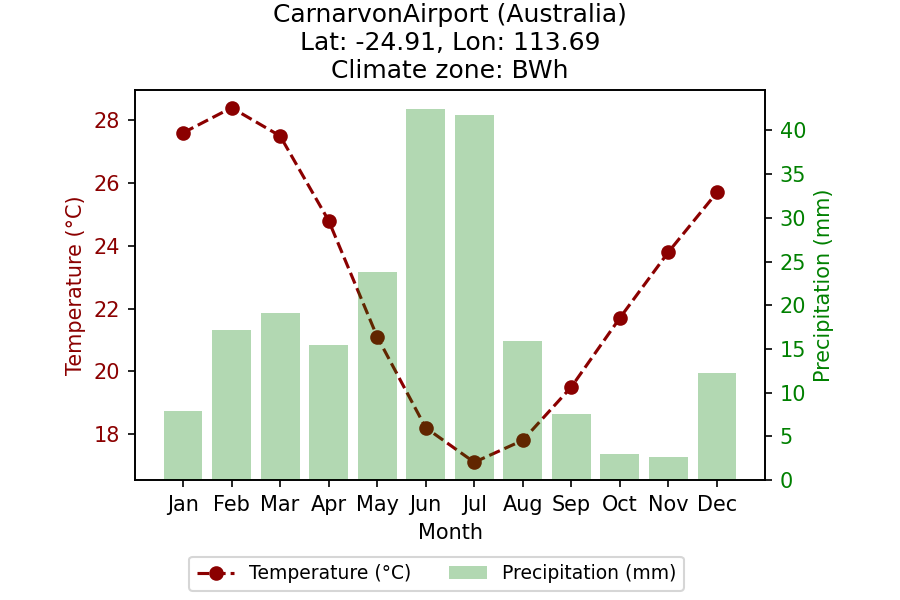 CarnarvonAirport (Australia)
Lat: -24.91, Lon: 113.69
Climate zone: BWh
Temperature (°C)
28
26
24
22
20
18
40
35
30
25
20
15
10
5
0
Precipitation (mm)
Jan Feb Mar Apr May Jun Jul Aug Sep Oct Nov Dec
Month
Temperature (°C) Precipitation (mm)